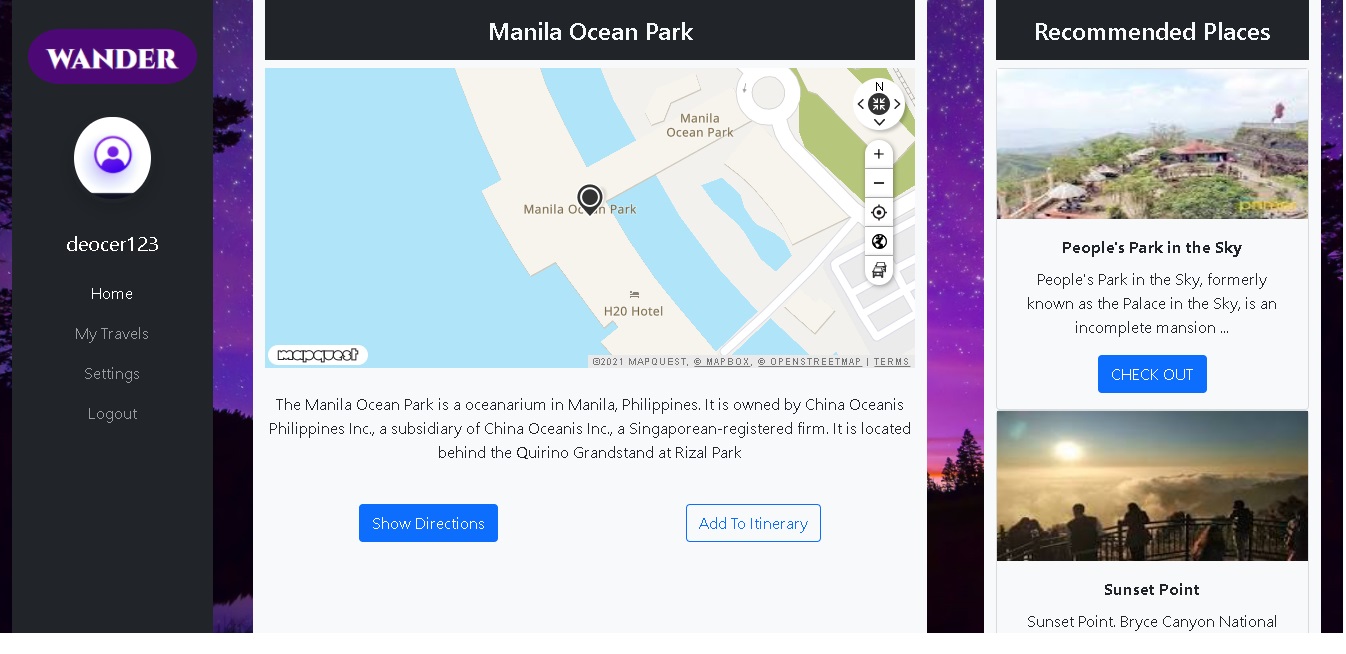 WANDER
deocer123
Home
My Travels
Settings
Logout
Manila Ocean Park
Manila
Ocean Park
Manila Ocean Park
H20 Hotel
N
mapquest
©2021 MAPQUEST, © MAPBOX, © OPENSTREETMAP | TERMS
The Manila Ocean Park is a oceanarium in Manila, Philippines. It is owned by China Oceanis
Philippines Inc., a subsidiary of China Oceanis Inc., a Singaporean-registered firm. It is located
behind the Quirino Grandstand at Rizal Park
Show Directions
Add To Itinerary
Recommended Places
primer
People's Park in the Sky
People's Park in the Sky, formerly
known as the Palace in the Sky, is an
incomplete mansion ...
CHECK OUT
Sunset Point
Sunset Point. Bryce Canyon National